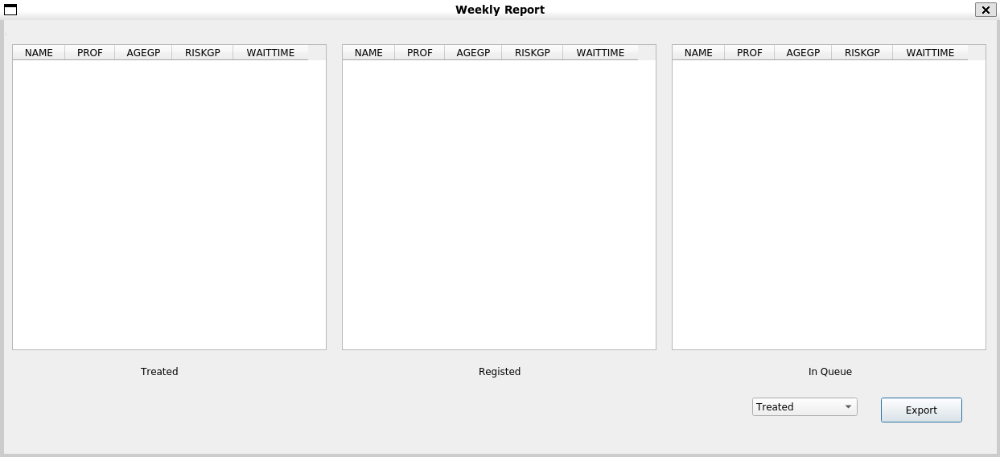 Weekly Report
NAME PROF AGEGP RISKGP WAITTIME NAME PROF AGEGP RISKGP WAITTIME NAME PROF AGEGP RISKGP WAITTIME
Treated Registed In Queue
Treated Export